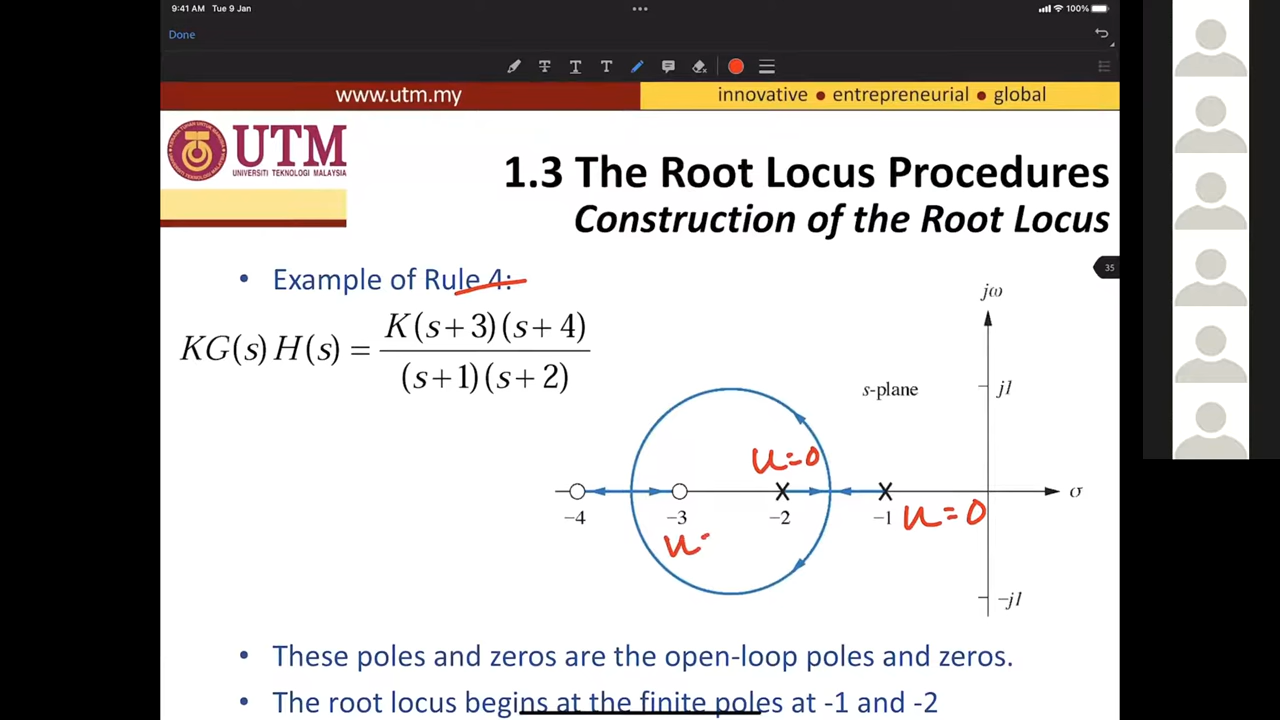 9:41 AM Tue 9 Jan
100%
Done
T T T
www.utm.my
innovative ● entrepreneurial ● global
UTM
UNIVERSITI TEKNOLOGI MALAYSIA
1.3 The Root Locus Procedures
Construction of the Root Locus
35
• Example of Rule 4:
KG(s)H(s) = K(s+3)(s+4) / (s+1)(s+2)
jω
s-plane
j1
K=0
σ
−4 −3 −2 −1
K=0
K=
−j1
• These poles and zeros are the open-loop poles and zeros.
• The root locus begins at the finite poles at -1 and -2